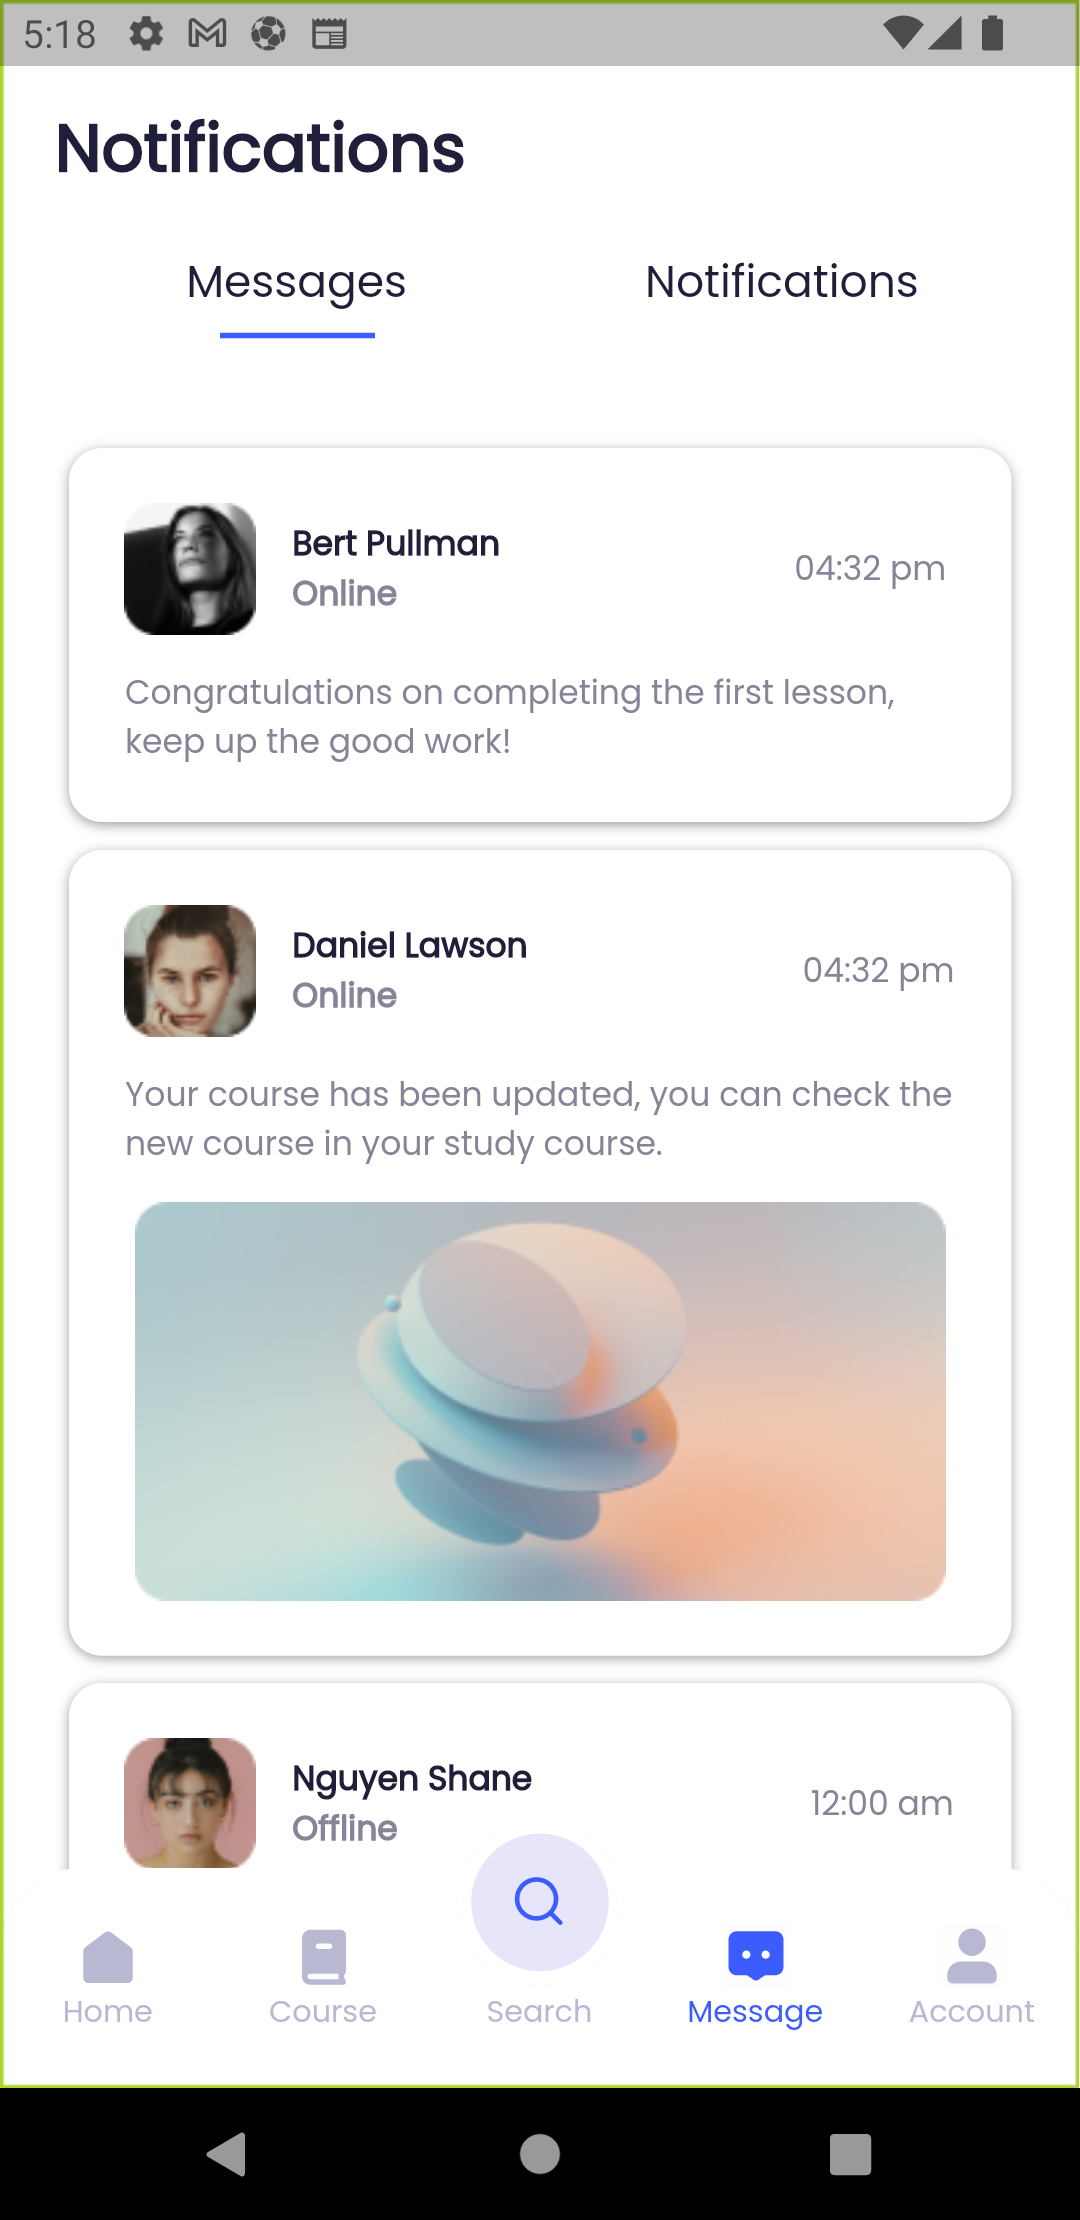 5:18
Notifications
Messages
Notifications
Bert Pullman
Online
04:32 pm
Congratulations on completing the first lesson,
keep up the good work!
Daniel Lawson
Online
04:32 pm
Your course has been updated, you can check the
new course in your study course.
Nguyen Shane
Offline
12:00 am
Home
Course
Search
Message
Account